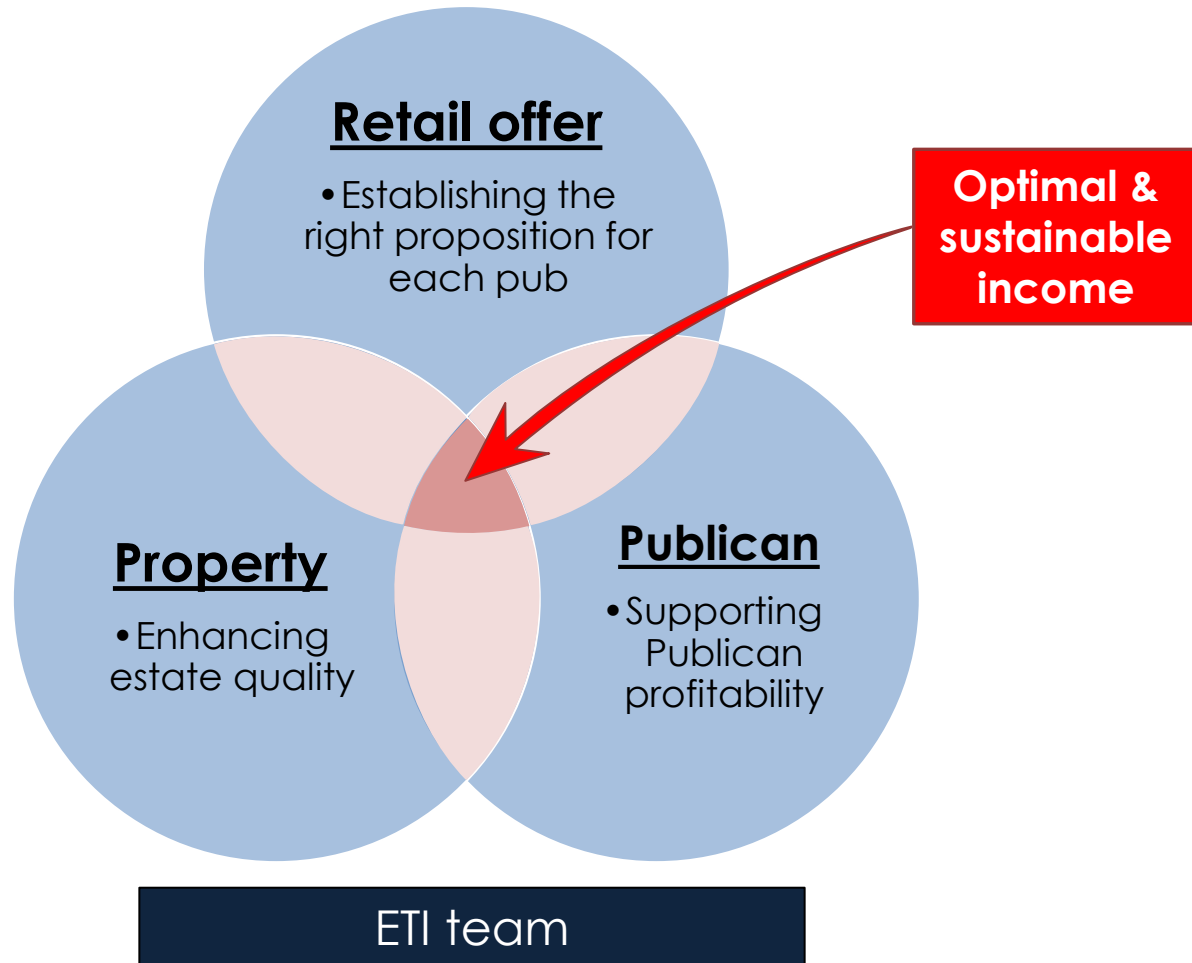 Retail offer
•Establishing the
right proposition for
each pub
Optimal &
sustainable
income
Property
•Enhancing
estate quality
Publican
•Supporting
Publican
profitability
ETI team